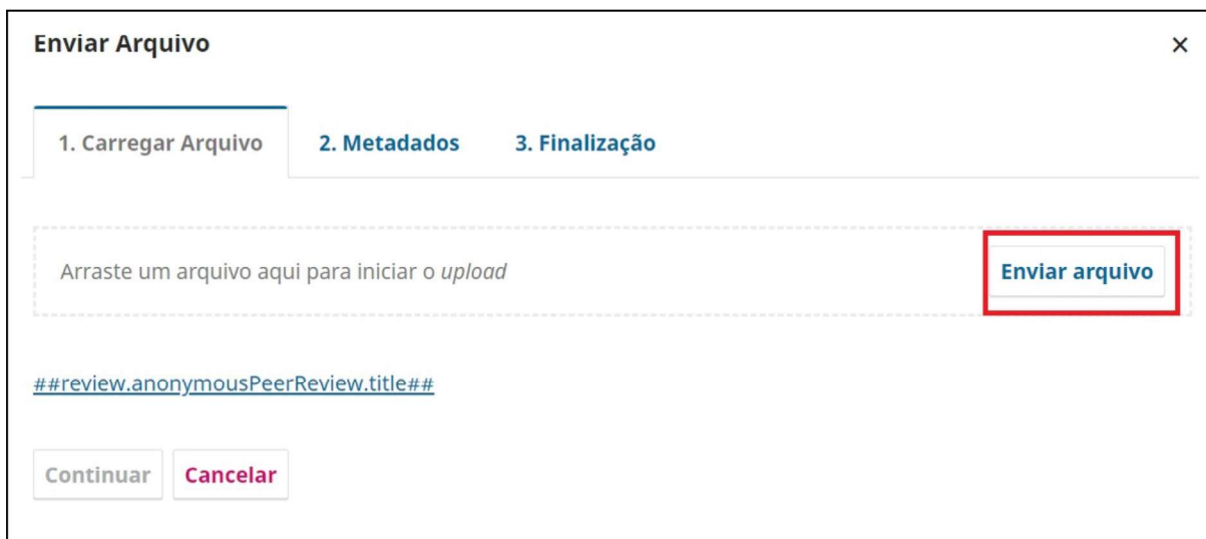 Enviar Arquivo ×
1. Carregar Arquivo 2. Metadados 3. Finalização
Arraste um arquivo aqui para iniciar o upload Enviar arquivo
##review.anonymousPeerReview.title##
Continuar Cancelar